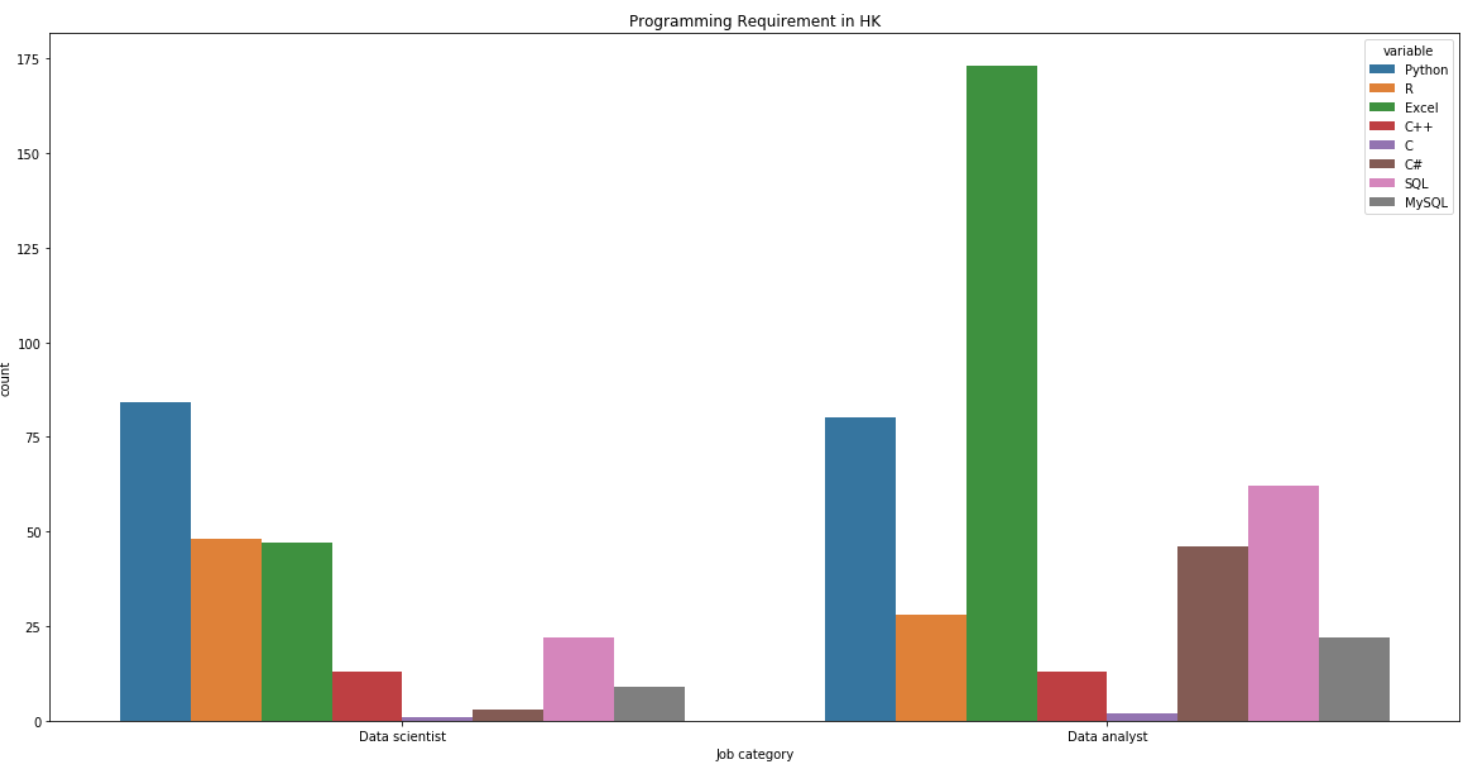 Programming Requirement in HK
variable
Python
R
Excel
C++
C
C#
SQL
MySQL
175
150
125
100
75
50
25
0
count
Data scientist
Data analyst
Job category